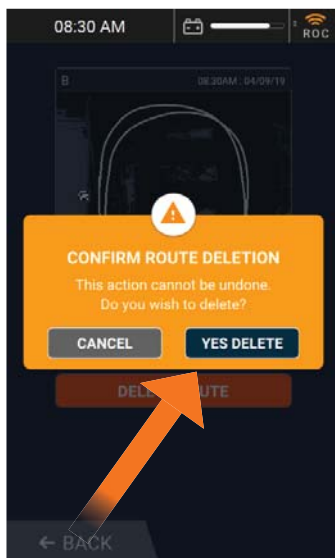 08:30 AM
ROC
B 08:30AM : 04/09/19
CONFIRM ROUTE DELETION
This action cannot be undone.
Do you wish to delete?
CANCEL YES DELETE
← BACK